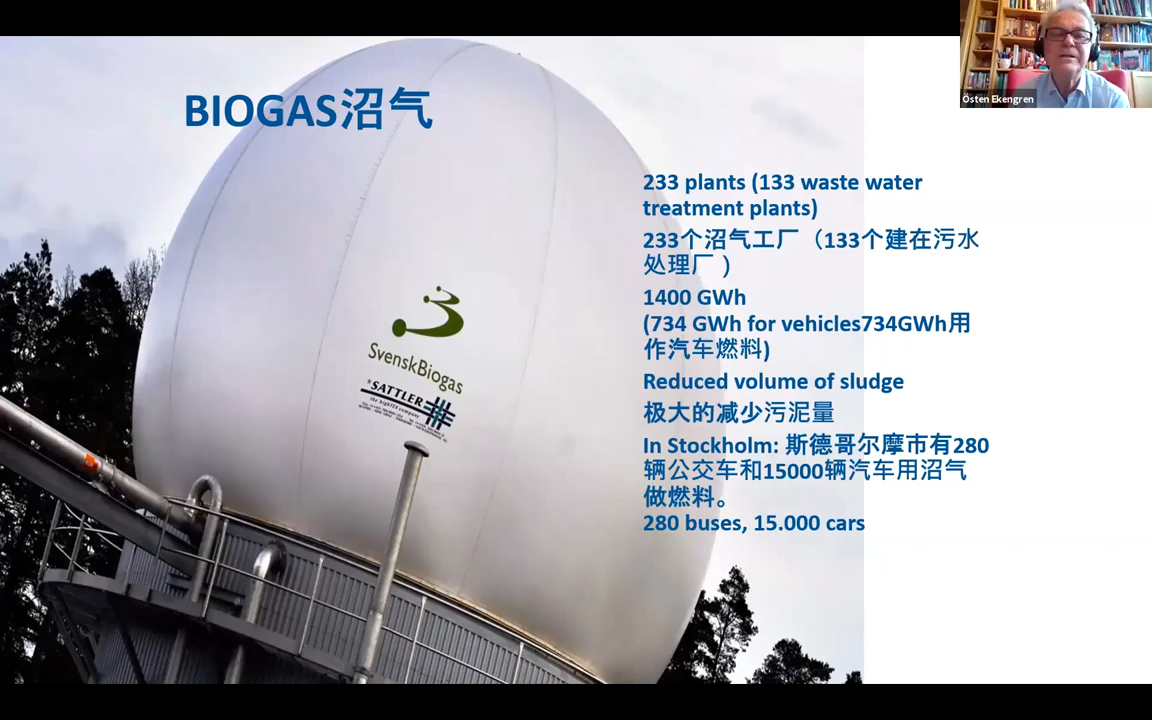 BIOGAS沼气
Östen Ekengren
233 plants (133 waste water
treatment plants)
233个沼气工厂（133个建在污水
处理厂 ）
1400 GWh
(734 GWh for vehicles734GWh用
作汽车燃料)
Reduced volume of sludge
极大的减少污泥量
In Stockholm: 斯德哥尔摩市有280
辆公交车和15000辆汽车用沼气
做燃料。
280 buses, 15.000 cars
SvenskBiogas
SATTLER
the highTEX company